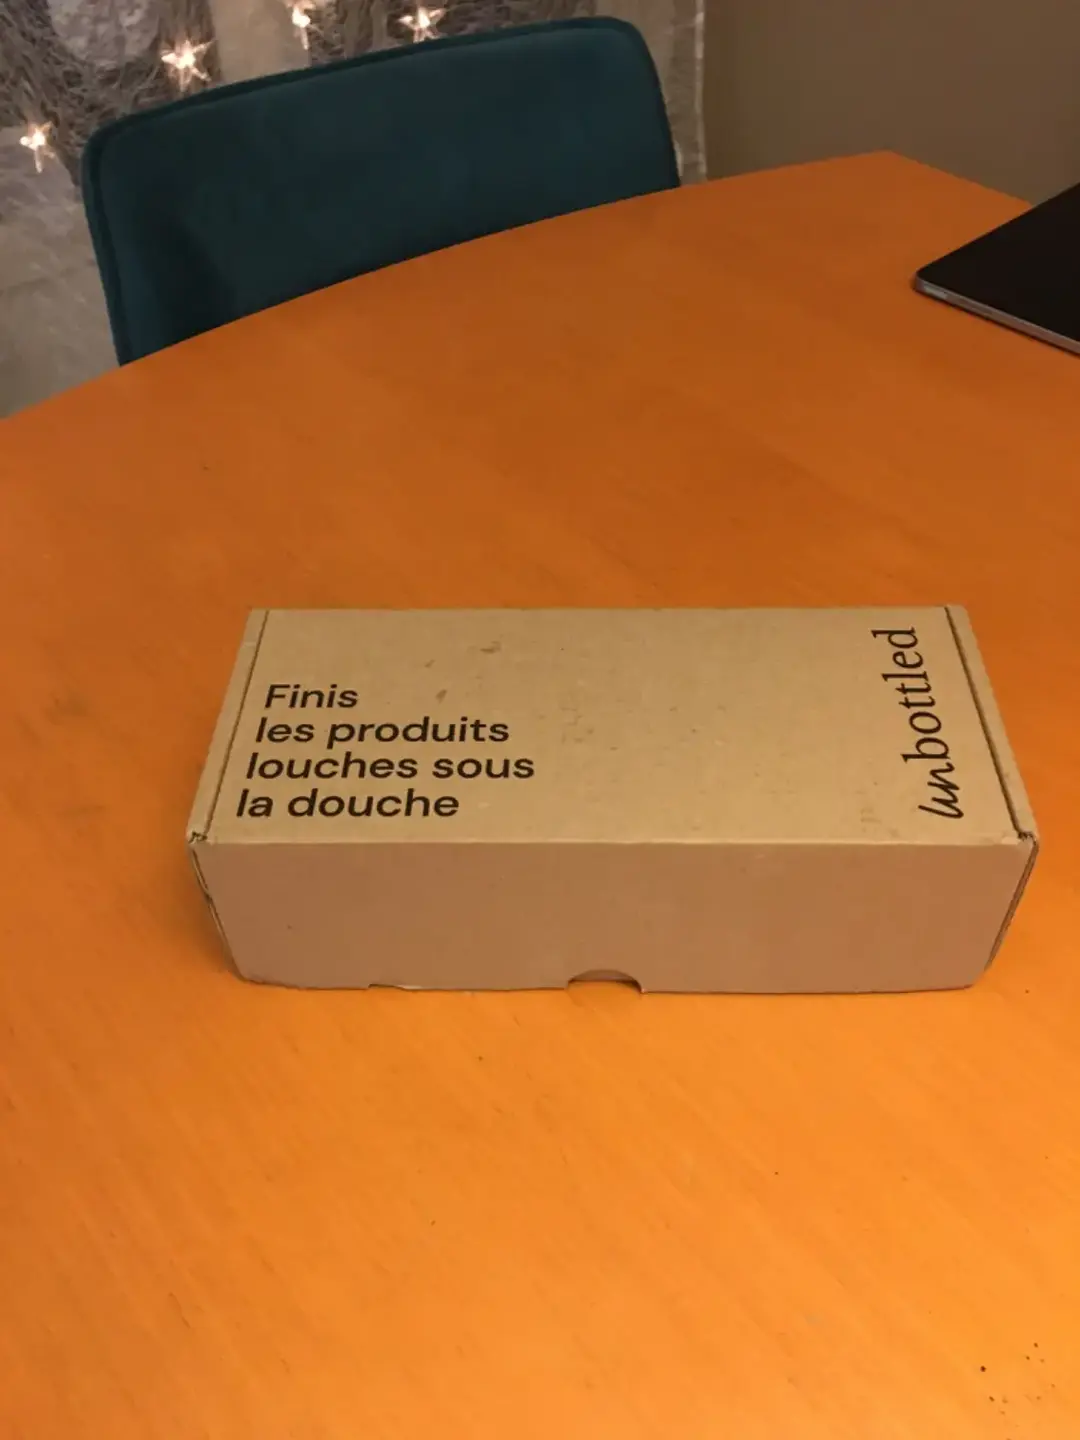 Finis
les produits
louches sous
la douche
unbottled